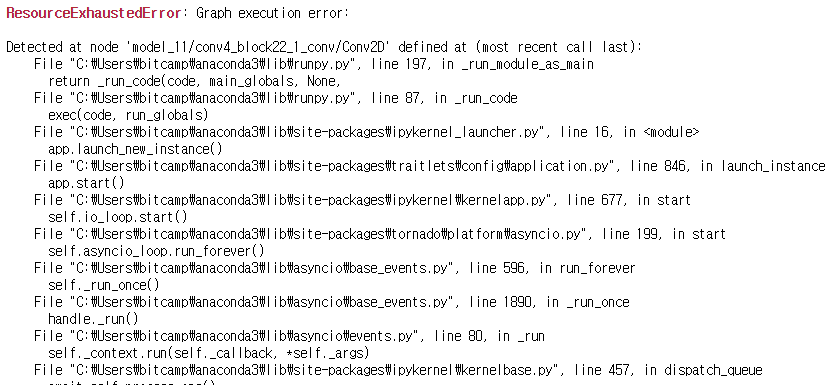 ResourceExhaustedError: Graph execution error:
Detected at node 'model_11/conv4_block22_1_conv/Conv2D' defined at (most recent call last):
File "C:₩Users₩bitcamp₩anaconda3₩lib₩runpy.py", line 197, in _run_module_as_main
return _run_code(code, main_globals, None,
File "C:₩Users₩bitcamp₩anaconda3₩lib₩runpy.py", line 87, in _run_code
exec(code, run_globals)
File "C:₩Users₩bitcamp₩anaconda3₩lib₩site-packages₩ipykernel_launcher.py", line 16, in <module>
app.launch_new_instance()
File "C:₩Users₩bitcamp₩anaconda3₩lib₩site-packages₩traitlets₩config₩application.py", line 846, in launch_instance
app.start()
File "C:₩Users₩bitcamp₩anaconda3₩lib₩site-packages₩ipykernel₩kernelapp.py", line 677, in start
self.io_loop.start()
File "C:₩Users₩bitcamp₩anaconda3₩lib₩site-packages₩tornado₩platform₩asyncio.py", line 199, in start
self.asyncio_loop.run_forever()
File "C:₩Users₩bitcamp₩anaconda3₩lib₩asyncio₩base_events.py", line 596, in run_forever
self._run_once()
File "C:₩Users₩bitcamp₩anaconda3₩lib₩asyncio₩base_events.py", line 1890, in _run_once
handle._run()
File "C:₩Users₩bitcamp₩anaconda3₩lib₩asyncio₩events.py", line 80, in _run
self._context.run(self._callback, *self._args)
File "C:₩Users₩bitcamp₩anaconda3₩lib₩site-packages₩ipykernel₩kernelbase.py", line 457, in dispatch_queue